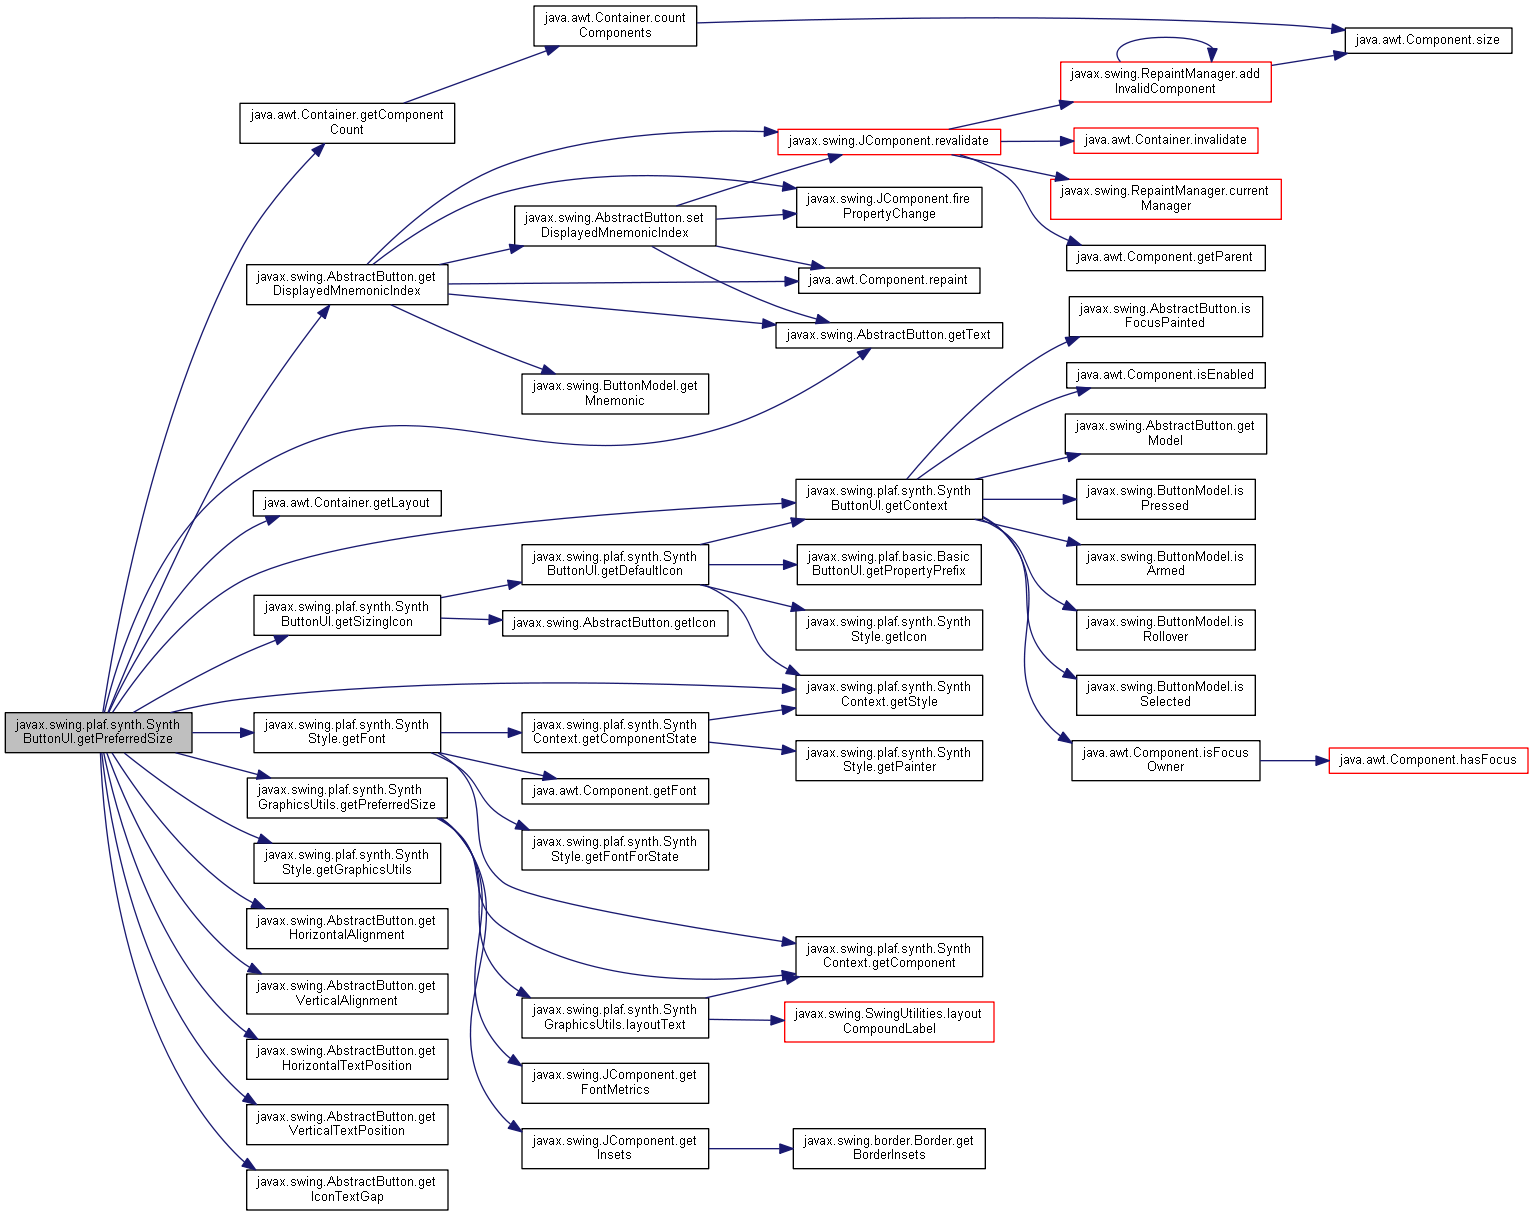 javax.swing.plaf.synth.Synth
ButtonUI.getPreferredSize
java.awt.Container.getComponent
Count
java.awt.Container.count
Components
java.awt.Component.size
javax.swing.AbstractButton.get
DisplayedMnemonicIndex
javax.swing.AbstractButton.set
DisplayedMnemonicIndex
javax.swing.JComponent.revalidate
javax.swing.RepaintManager.add
InvalidComponent
java.awt.Container.invalidate
javax.swing.RepaintManager.current
Manager
java.awt.Component.getParent
javax.swing.JComponent.fire
PropertyChange
java.awt.Component.repaint
javax.swing.AbstractButton.getText
javax.swing.ButtonModel.get
Mnemonic
java.awt.Container.getLayout
javax.swing.plaf.synth.Synth
ButtonUI.getContext
javax.swing.AbstractButton.is
FocusPainted
java.awt.Component.isEnabled
javax.swing.AbstractButton.get
Model
javax.swing.ButtonModel.is
Pressed
javax.swing.ButtonModel.is
Armed
javax.swing.ButtonModel.is
Rollover
javax.swing.ButtonModel.is
Selected
java.awt.Component.isFocus
Owner
java.awt.Component.hasFocus
javax.swing.plaf.synth.Synth
ButtonUI.getSizingIcon
javax.swing.plaf.synth.Synth
ButtonUI.getDefaultIcon
javax.swing.AbstractButton.getIcon
javax.swing.plaf.basic.Basic
ButtonUI.getPropertyPrefix
javax.swing.plaf.synth.Synth
Style.getIcon
javax.swing.plaf.synth.Synth
Context.getStyle
javax.swing.plaf.synth.Synth
Style.getFont
javax.swing.plaf.synth.Synth
Context.getComponentState
javax.swing.plaf.synth.Synth
Style.getPainter
java.awt.Component.getFont
javax.swing.plaf.synth.Synth
Style.getFontForState
javax.swing.plaf.synth.Synth
Context.getComponent
javax.swing.plaf.synth.Synth
GraphicsUtils.getPreferredSize
javax.swing.plaf.synth.Synth
GraphicsUtils.layoutText
javax.swing.SwingUtilities.layout
CompoundLabel
javax.swing.JComponent.get
FontMetrics
javax.swing.JComponent.get
Insets
javax.swing.border.Border.get
BorderInsets
javax.swing.plaf.synth.Synth
Style.getGraphicsUtils
javax.swing.AbstractButton.get
HorizontalAlignment
javax.swing.AbstractButton.get
VerticalAlignment
javax.swing.AbstractButton.get
HorizontalTextPosition
javax.swing.AbstractButton.get
VerticalTextPosition
javax.swing.AbstractButton.get
IconTextGap